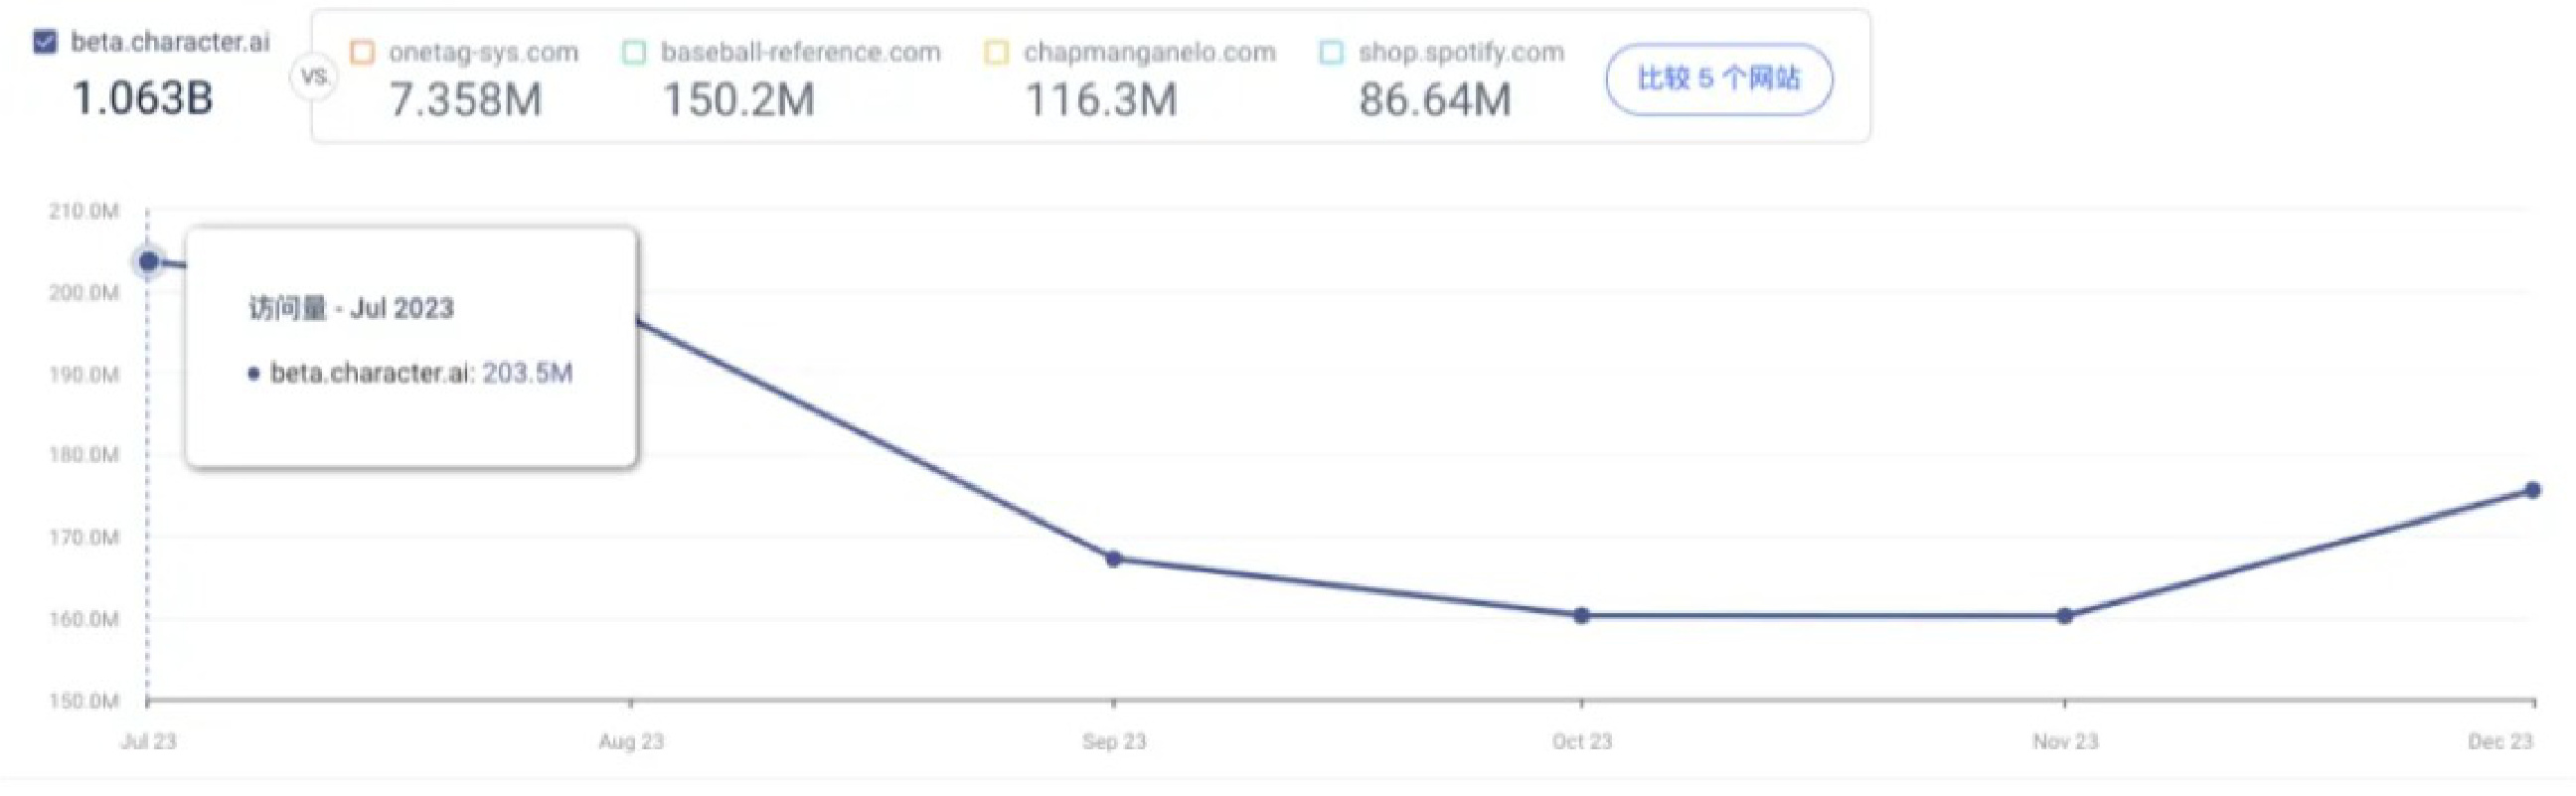 beta.character.ai
1.063B
vs.
onetag-sys.com
7.358M
baseball-reference.com
150.2M
chapmanganelo.com
116.3M
shop.spotify.com
86.64M
比较 5 个网站
210.0M
200.0M
190.0M
180.0M
170.0M
160.0M
150.0M
访问量 - Jul 2023
beta.character.ai: 203.5M
Jul 23
Aug 23
Sep 23
Oct 23
Nov 23
Dec 23